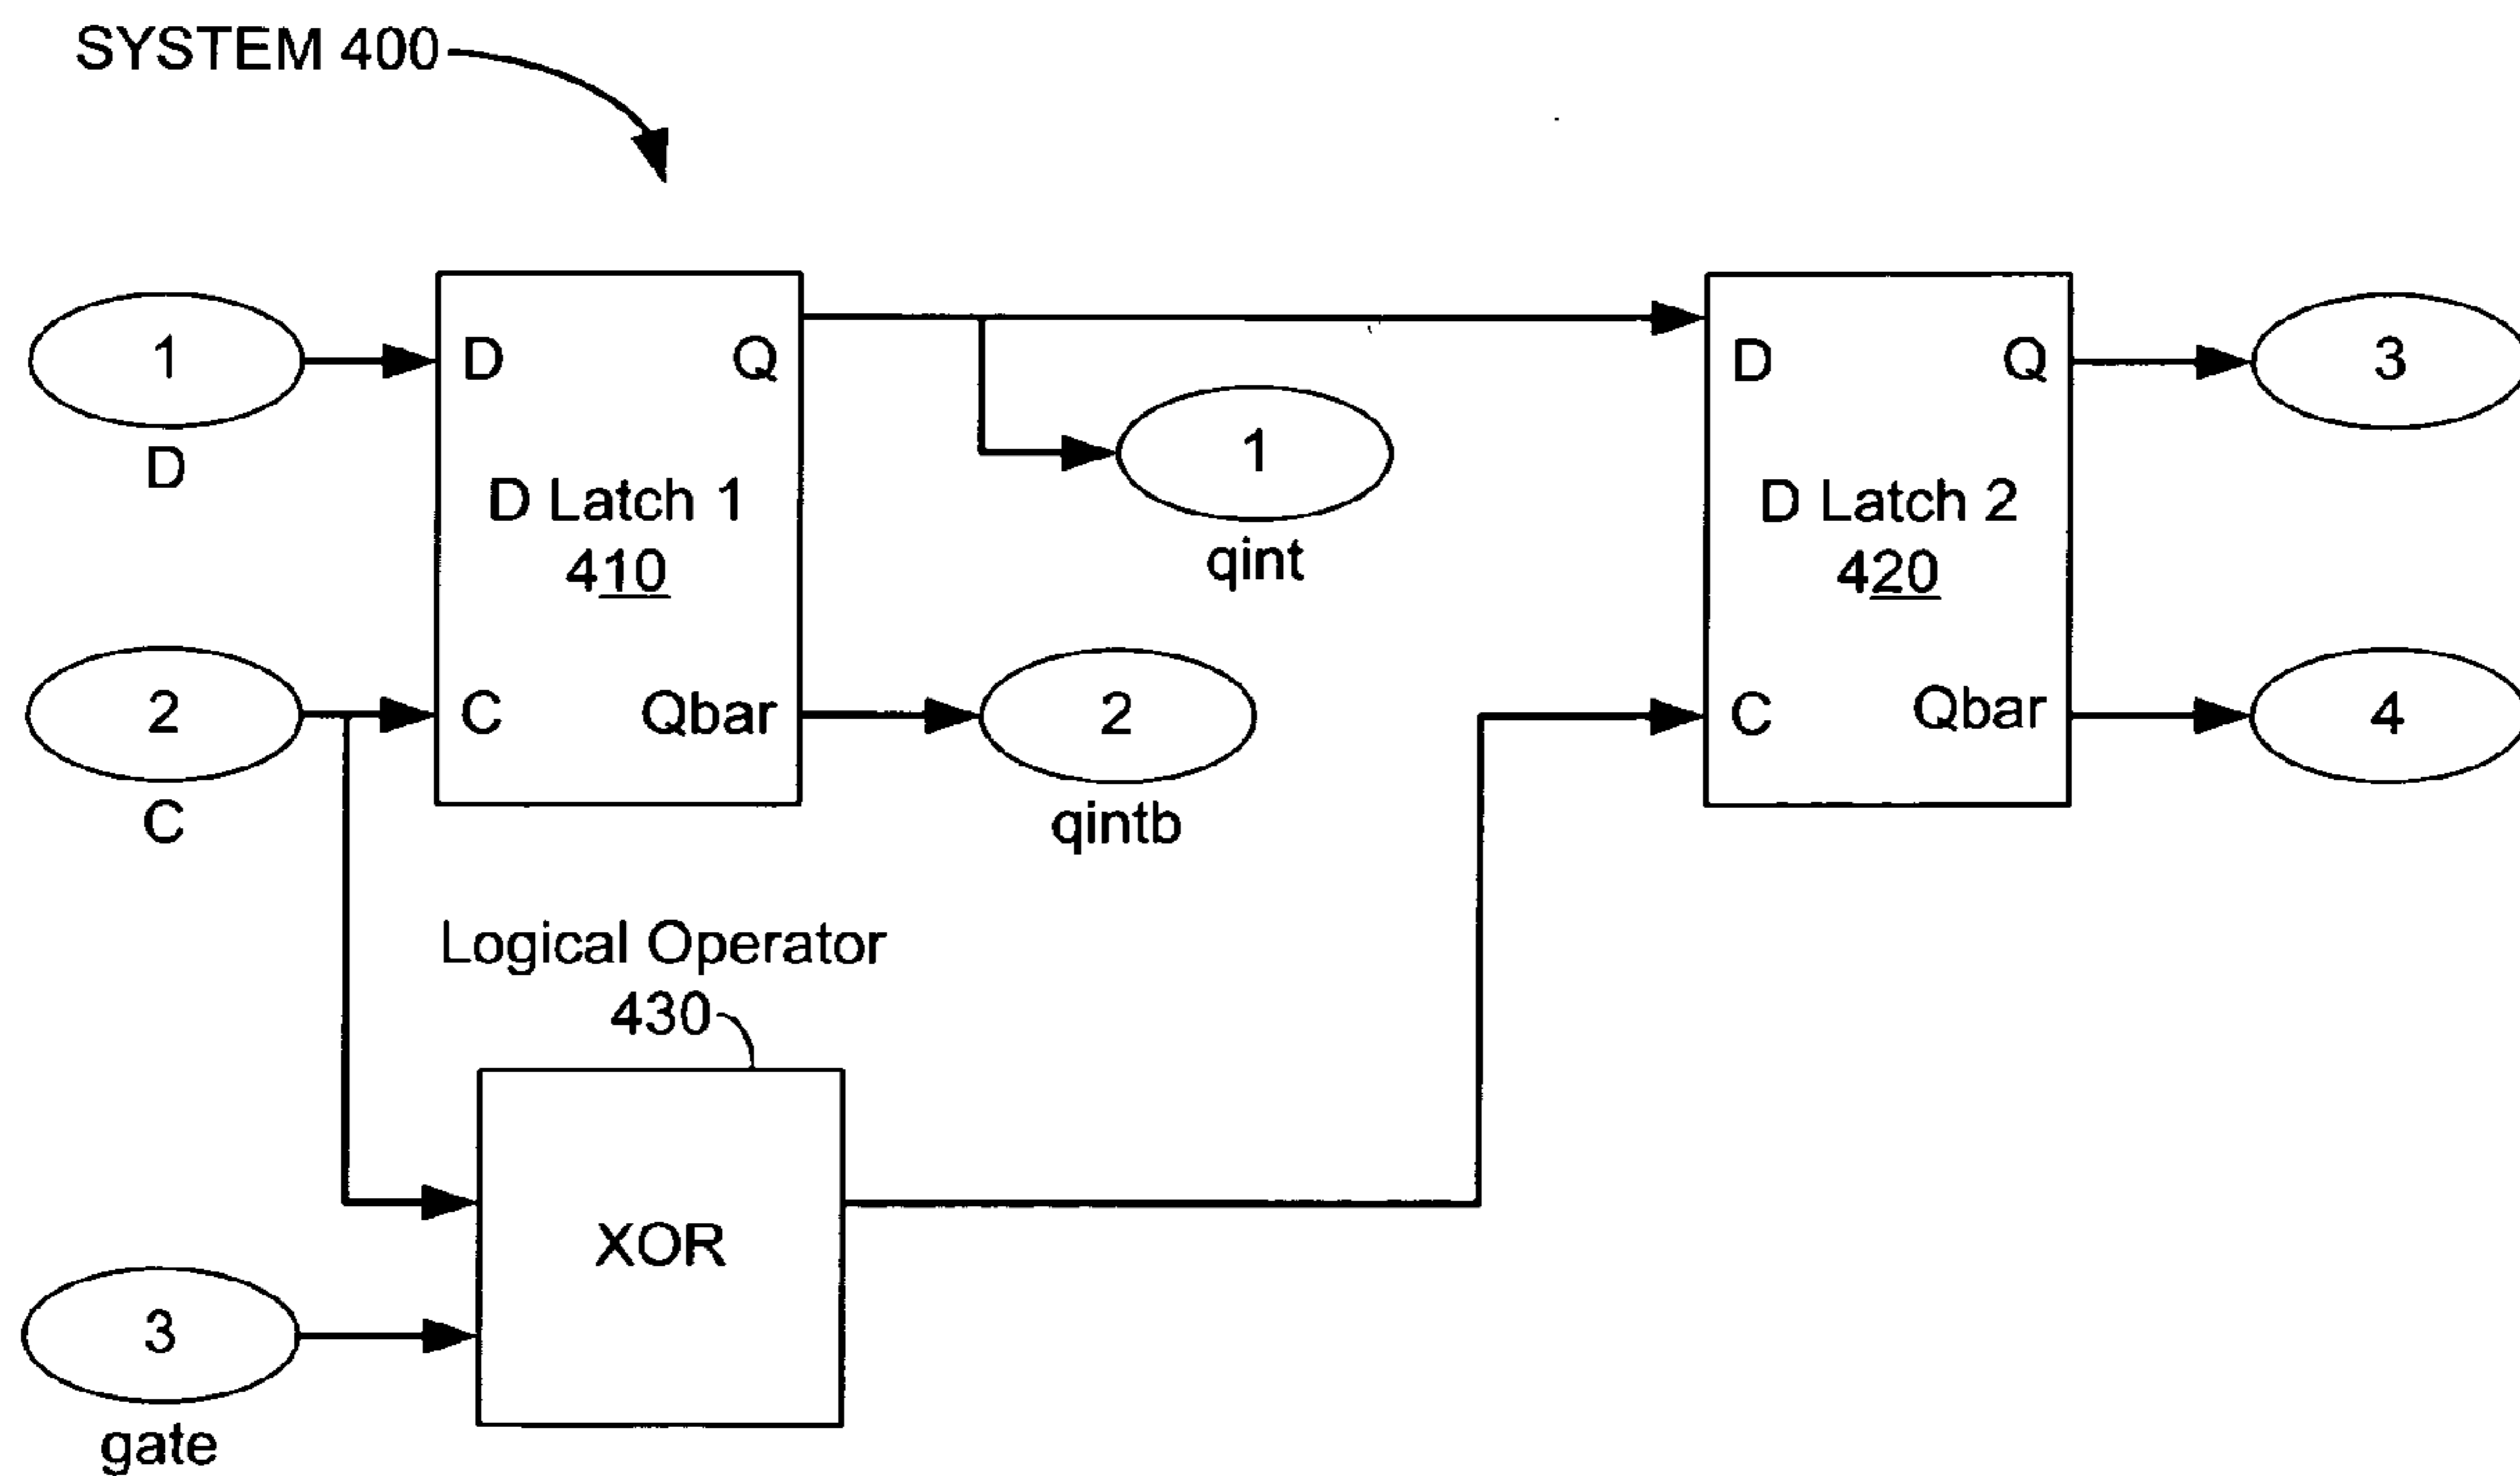 SYSTEM 400
1
D
2
C
D
Q
D Latch 1
410
C
Qbar
1
qint
2
qintb
D
Q
D Latch 2
420
C
Qbar
3
4
Logical Operator
430
XOR
3
gate